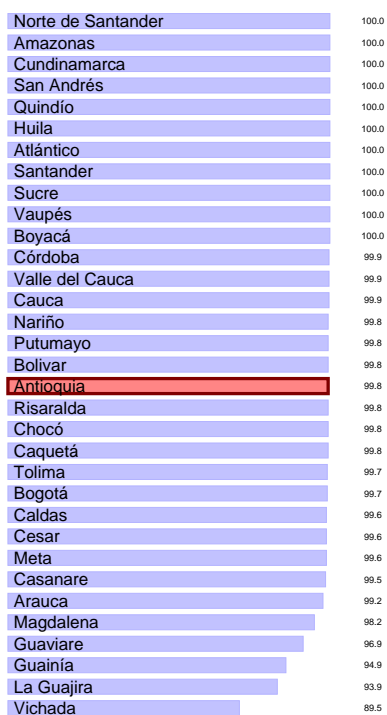 Norte de Santander 100.0
Amazonas 100.0
Cundinamarca 100.0
San Andrés 100.0
Quindío 100.0
Huila 100.0
Atlántico 100.0
Santander 100.0
Sucre 100.0
Vaupés 100.0
Boyacá 100.0
Córdoba 99.9
Valle del Cauca 99.9
Cauca 99.9
Nariño 99.8
Putumayo 99.8
Bolivar 99.8
Antioquia 99.8
Risaralda 99.8
Chocó 99.8
Caquetá 99.8
Tolima 99.7
Bogotá 99.7
Caldas 99.6
Cesar 99.6
Meta 99.6
Casanare 99.5
Arauca 99.2
Magdalena 98.2
Guaviare 96.9
Guainía 94.9
La Guajira 93.9
Vichada 89.5